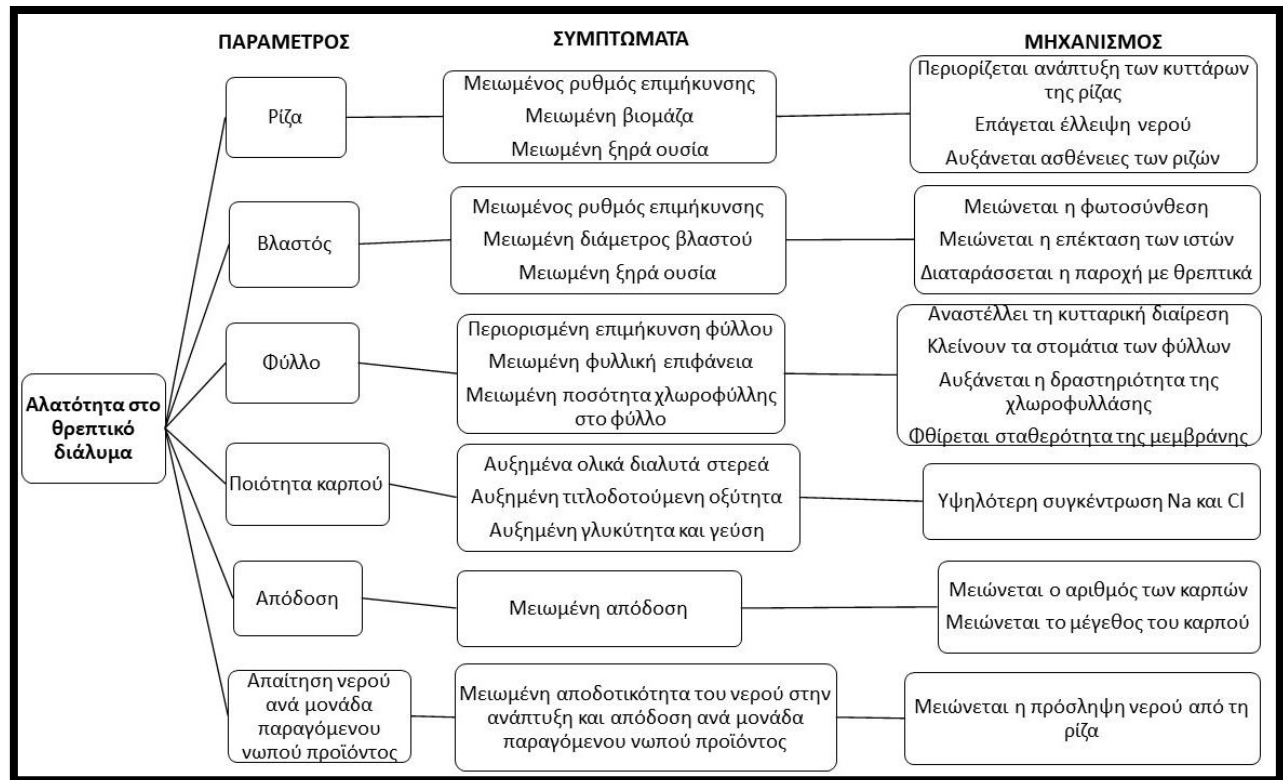 ΠΑΡΑΜΕΤΡΟΣ
ΣΥΜΠΤΩΜΑΤΑ
ΜΗΧΑΝΙΣΜΟΣ
Αλατότητα στο
θρεπτικό
διάλυμα
Ρίζα
Μειωμένος ρυθμός επιμήκυνσης
Μειωμένη βιομάζα
Μειωμένη ξηρά ουσία
Περιορίζεται ανάπτυξη των κυττάρων
της ρίζας
Επάγεται έλλειψη νερού
Αυξάνεται ασθένειες των ριζών
Βλαστός
Μειωμένος ρυθμός επιμήκυνσης
Μειωμένη διάμετρος βλαστού
Μειωμένη ξηρά ουσία
Μειώνεται η φωτοσύνθεση
Μειώνεται η επέκταση των ιστών
Διαταράσσεται η παροχή με θρεπτικά
Φύλλο
Περιορισμένη επιμήκυνση φύλλου
Μειωμένη φυλλική επιφάνεια
Μειωμένη ποσότητα χλωροφύλλης
στο φύλλο
Αναστέλλει τη κυτταρική διαίρεση
Κλείνουν τα στομάτια των φύλλων
Αυξάνεται η δραστηριότητα της
χλωροφυλλάσης
Φθίρεται σταθερότητα της μεμβράνης
Ποιότητα καρπού
Αυξημένα ολικά διαλυτά στερεά
Αυξημένη τιτλοδοτούμενη οξύτητα
Αυξημένη γλυκύτητα και γεύση
Υψηλότερη συγκέντρωση Na και Cl
Απόδοση
Μειωμένη απόδοση
Μειώνεται ο αριθμός των καρπών
Μειώνεται το μέγεθος του καρπού
Απαίτηση νερού
ανά μονάδα
παραγόμενου
νωπού προϊόντος
Μειωμένη αποδοτικότητα του νερού στην
ανάπτυξη και απόδοση ανά μονάδα
παραγόμενου νωπού προϊόντος
Μειώνεται η πρόσληψη νερού από τη
ρίζα